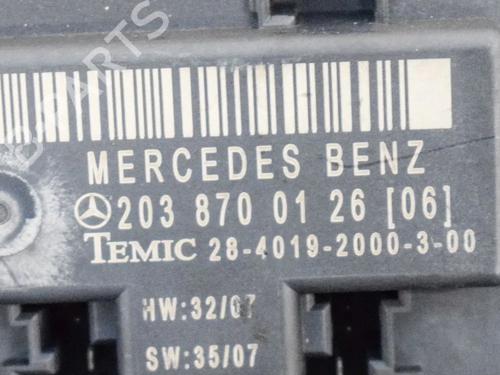 PARTS
MERCEDES BENZ
203 870 01 26 [06]
TEMIC 28-4019-2000-3-00
HW:32/07
SW:35/07